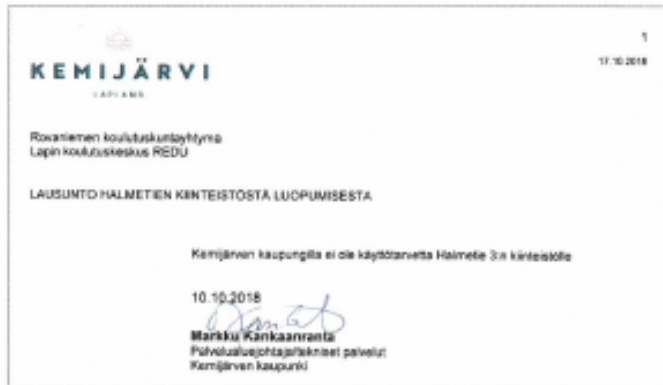 1
17.10.2018
KEMIJÄRVI
LAPLAND
Rovaniemen koulutuskuntayhtymä
Lapin koulutuskeskus REDU
LAUSUNTO HALMETIEN KIINTEISTÖSTÄ LUOPUMISESTA
Kemijärven kaupungilla ei ole käyttötarvetta Halmetie 3:n kiinteistölle
10.10.2018
Markku Kankaanranta
Palvelualuejohtaja/tekniset palvelut
Kemijärven kaupunki